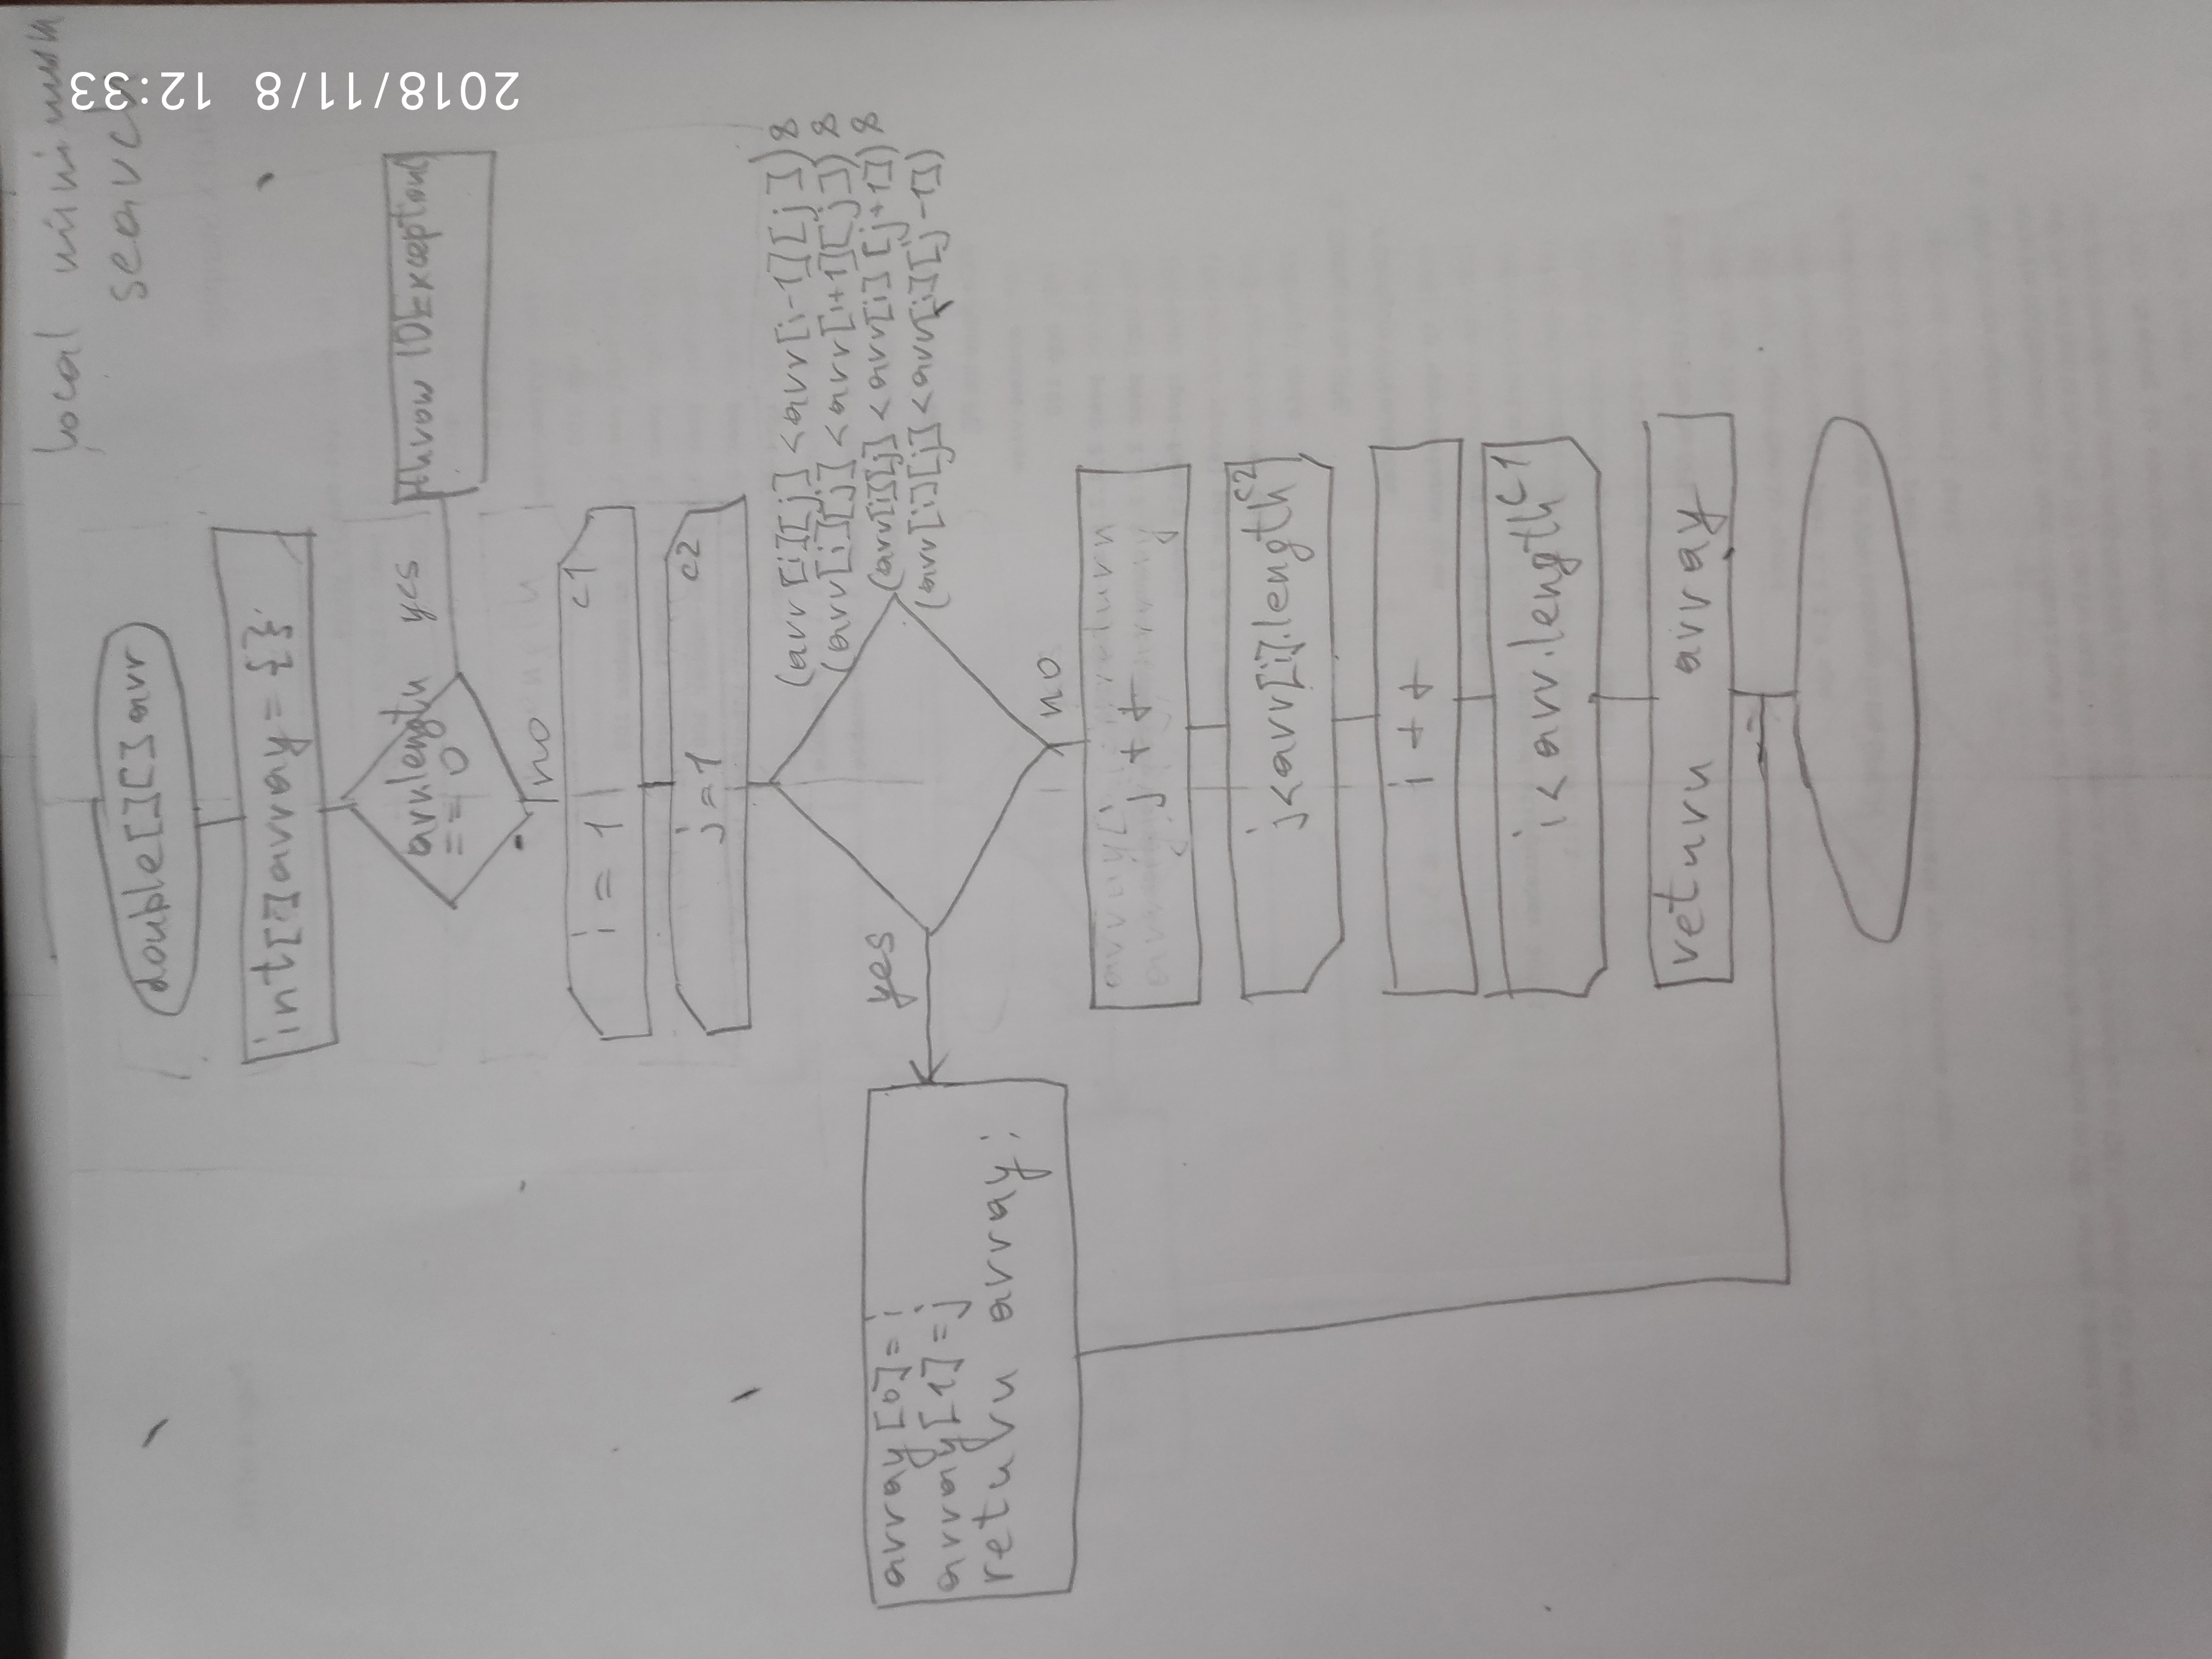 local minimum
search
double[][] arr
int[] array = {};
arr.length
== 0
yes
throw IOException
no
i = 1
c1
j = 1
c2
(arr[i][j] < arr[i-1][j]) &
(arr[i][j] < arr[i+1][j]) &
(arr[i][j] < arr[i][j+1]) &
(arr[i][j] < arr[i][j-1])
yes
array[0] = i
array[1] = j
return array;
no
j++
j < arr[i].length
c2
i++
i < arr.length
c1
return array
2018/11/8 12:33